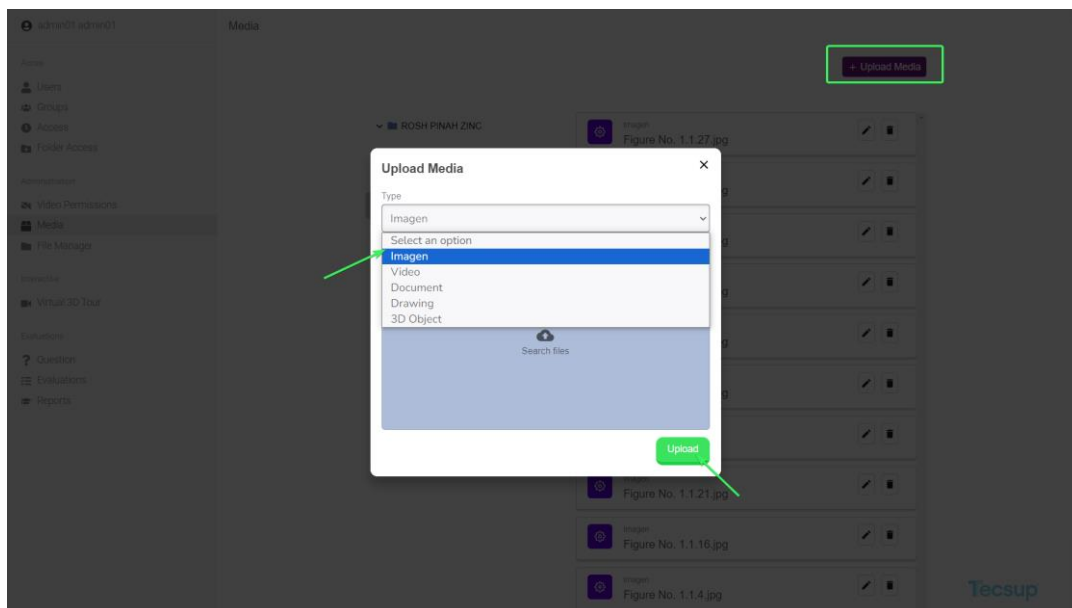 admin01 admin01
Media
+ Upload Media
Users
Groups
Access
Folder Access
Video Permissions
Media
File Manager
Virtual 3D Tour
Question
Evaluations
Reports
ROSH PINAH ZINC
Imagen
Figure No. 1.1.27.jpg
Upload Media
×
Type
Imagen
Select an option
Imagen
Video
Document
Drawing
3D Object
Search files
Upload
Figure No. 1.1.21.jpg
Imagen
Figure No. 1.1.16.jpg
Imagen
Figure No. 1.1.4.jpg
Tecsup